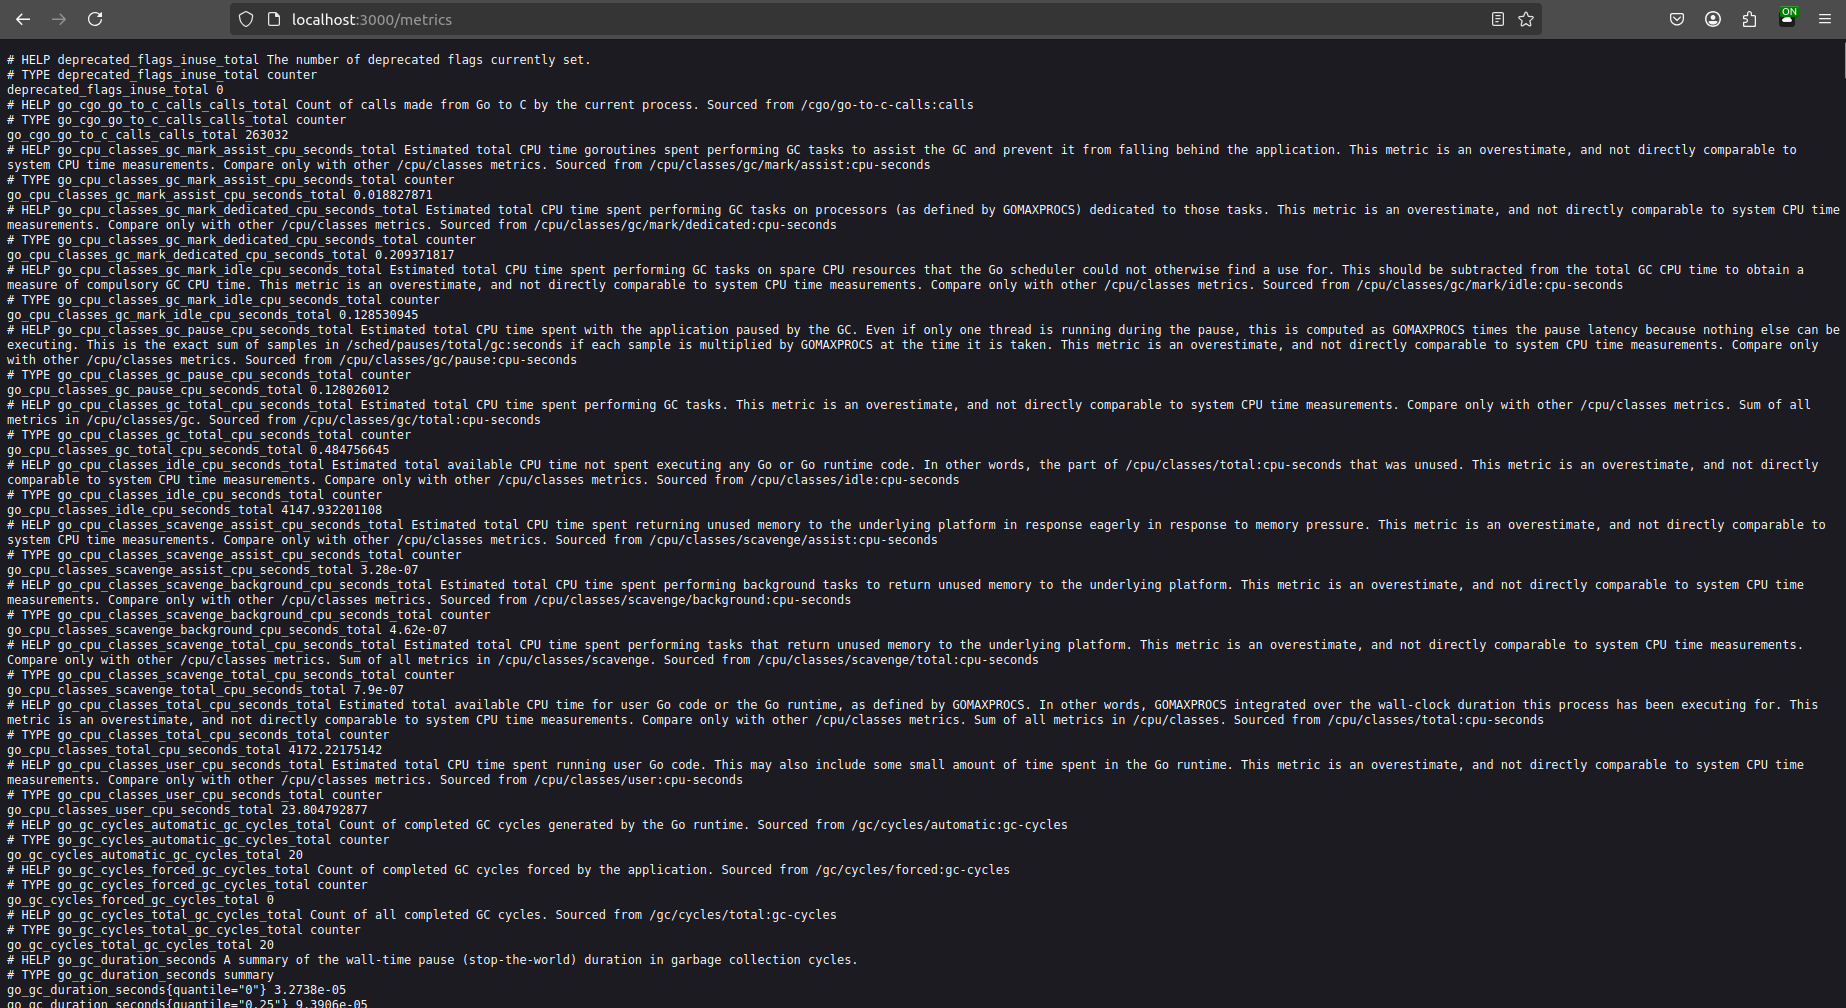 localhost:3000/metrics
ON
# HELP deprecated_flags_inuse_total The number of deprecated flags currently set.
# TYPE deprecated_flags_inuse_total counter
deprecated_flags_inuse_total 0
# HELP go_cgo_go_to_c_calls_calls_total Count of calls made from Go to C by the current process. Sourced from /cgo/go-to-c-calls:calls
# TYPE go_cgo_go_to_c_calls_calls_total counter
go_cgo_go_to_c_calls_calls_total 263032
# HELP go_cpu_classes_gc_mark_assist_cpu_seconds_total Estimated total CPU time goroutines spent performing GC tasks to assist the GC and prevent it from falling behind the application. This metric is an overestimate, and not directly comparable to
system CPU time measurements. Compare only with other /cpu/classes metrics. Sourced from /cpu/classes/gc/mark/assist:cpu-seconds
# TYPE go_cpu_classes_gc_mark_assist_cpu_seconds_total counter
go_cpu_classes_gc_mark_assist_cpu_seconds_total 0.018827871
# HELP go_cpu_classes_gc_mark_dedicated_cpu_seconds_total Estimated total CPU time spent performing GC tasks on processors (as defined by GOMAXPROCS) dedicated to those tasks. This metric is an overestimate, and not directly comparable to system CPU time
measurements. Compare only with other /cpu/classes metrics. Sourced from /cpu/classes/gc/mark/dedicated:cpu-seconds
# TYPE go_cpu_classes_gc_mark_dedicated_cpu_seconds_total counter
go_cpu_classes_gc_mark_dedicated_cpu_seconds_total 0.209371817
# HELP go_cpu_classes_gc_mark_idle_cpu_seconds_total Estimated total CPU time spent performing GC tasks on spare CPU resources that the Go scheduler could not otherwise find a use for. This should be subtracted from the total GC CPU time to obtain a
measure of compulsory GC CPU time. This metric is an overestimate, and not directly comparable to system CPU time measurements. Compare only with other /cpu/classes metrics. Sourced from /cpu/classes/gc/mark/idle:cpu-seconds
# TYPE go_cpu_classes_gc_mark_idle_cpu_seconds_total counter
go_cpu_classes_gc_mark_idle_cpu_seconds_total 0.128530945
# HELP go_cpu_classes_gc_pause_cpu_seconds_total Estimated total CPU time spent with the application paused by the GC. Even if only one thread is running during the pause, this is computed as GOMAXPROCS times the pause latency because nothing else can be
executing. This is the exact sum of samples in /sched/pauses/total/gc:seconds if each sample is multiplied by GOMAXPROCS at the time it is taken. This metric is an overestimate, and not directly comparable to system CPU time measurements. Compare only
with other /cpu/classes metrics. Sourced from /cpu/classes/gc/pause:cpu-seconds
# TYPE go_cpu_classes_gc_pause_cpu_seconds_total counter
go_cpu_classes_gc_pause_cpu_seconds_total 0.128026012
# HELP go_cpu_classes_gc_total_cpu_seconds_total Estimated total CPU time spent performing GC tasks. This metric is an overestimate, and not directly comparable to system CPU time measurements. Compare only with other /cpu/classes metrics. Sum of all
metrics in /cpu/classes/gc. Sourced from /cpu/classes/gc/total:cpu-seconds
# TYPE go_cpu_classes_gc_total_cpu_seconds_total counter
go_cpu_classes_gc_total_cpu_seconds_total 0.484756645
# HELP go_cpu_classes_idle_cpu_seconds_total Estimated total available CPU time not spent executing any Go or Go runtime code. In other words, the part of /cpu/classes/total:cpu-seconds that was unused. This metric is an overestimate, and not directly
comparable to system CPU time measurements. Compare only with other /cpu/classes metrics. Sourced from /cpu/classes/idle:cpu-seconds
# TYPE go_cpu_classes_idle_cpu_seconds_total counter
go_cpu_classes_idle_cpu_seconds_total 4147.932201108
# HELP go_cpu_classes_scavenge_assist_cpu_seconds_total Estimated total CPU time spent returning unused memory to the underlying platform in response eagerly in response to memory pressure. This metric is an overestimate, and not directly comparable to
system CPU time measurements. Compare only with other /cpu/classes metrics. Sourced from /cpu/classes/scavenge/assist:cpu-seconds
# TYPE go_cpu_classes_scavenge_assist_cpu_seconds_total counter
go_cpu_classes_scavenge_assist_cpu_seconds_total 3.28e-07
# HELP go_cpu_classes_scavenge_background_cpu_seconds_total Estimated total CPU time spent performing background tasks to return unused memory to the underlying platform. This metric is an overestimate, and not directly comparable to system CPU time
measurements. Compare only with other /cpu/classes metrics. Sourced from /cpu/classes/scavenge/background:cpu-seconds
# TYPE go_cpu_classes_scavenge_background_cpu_seconds_total counter
go_cpu_classes_scavenge_background_cpu_seconds_total 4.62e-07
# HELP go_cpu_classes_scavenge_total_cpu_seconds_total Estimated total CPU time spent performing tasks that return unused memory to the underlying platform. This metric is an overestimate, and not directly comparable to system CPU time measurements.
Compare only with other /cpu/classes metrics. Sum of all metrics in /cpu/classes/scavenge. Sourced from /cpu/classes/scavenge/total:cpu-seconds
# TYPE go_cpu_classes_scavenge_total_cpu_seconds_total counter
go_cpu_classes_scavenge_total_cpu_seconds_total 7.9e-07
# HELP go_cpu_classes_total_cpu_seconds_total Estimated total available CPU time for user Go code or the Go runtime, as defined by GOMAXPROCS. In other words, GOMAXPROCS integrated over the wall-clock duration this process has been executing for. This
metric is an overestimate, and not directly comparable to system CPU time measurements. Compare only with other /cpu/classes metrics. Sum of all metrics in /cpu/classes. Sourced from /cpu/classes/total:cpu-seconds
# TYPE go_cpu_classes_total_cpu_seconds_total counter
go_cpu_classes_total_cpu_seconds_total 4172.22175142
# HELP go_cpu_classes_user_cpu_seconds_total Estimated total CPU time spent running user Go code. This may also include some small amount of time spent in the Go runtime. This metric is an overestimate, and not directly comparable to system CPU time
measurements. Compare only with other /cpu/classes metrics. Sourced from /cpu/classes/user:cpu-seconds
# TYPE go_cpu_classes_user_cpu_seconds_total counter
go_cpu_classes_user_cpu_seconds_total 23.804792877
# HELP go_gc_cycles_automatic_gc_cycles_total Count of completed GC cycles generated by the Go runtime. Sourced from /gc/cycles/automatic:gc-cycles
# TYPE go_gc_cycles_automatic_gc_cycles_total counter
go_gc_cycles_automatic_gc_cycles_total 20
# HELP go_gc_cycles_forced_gc_cycles_total Count of completed GC cycles forced by the application. Sourced from /gc/cycles/forced:gc-cycles
# TYPE go_gc_cycles_forced_gc_cycles_total counter
go_gc_cycles_forced_gc_cycles_total 0
# HELP go_gc_cycles_total_gc_cycles_total Count of all completed GC cycles. Sourced from /gc/cycles/total:gc-cycles
# TYPE go_gc_cycles_total_gc_cycles_total counter
go_gc_cycles_total_gc_cycles_total 20
# HELP go_gc_duration_seconds A summary of the wall-time pause (stop-the-world) duration in garbage collection cycles.
# TYPE go_gc_duration_seconds summary
go_gc_duration_seconds{quantile="0"} 3.2738e-05
go_gc_duration_seconds{quantile="0.25"} 9.3906e-05